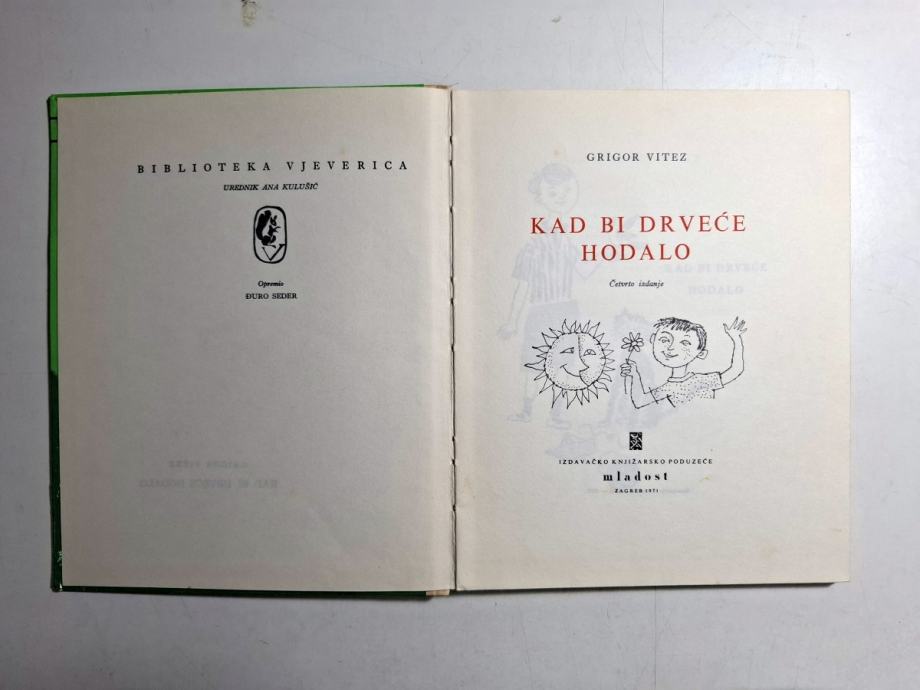 BIBLIOTEKA VJEVERICA
UREDNIK ANA KULUŠIĆ
V
Opremio
ĐURO SEDER
GRIGOR VITEZ
KAD BI DRVEĆE
HODALO
Četvrto izdanje
IZDAVAČKO KNJIŽARSKO PODUZEĆE
mladost
ZAGREB 1971